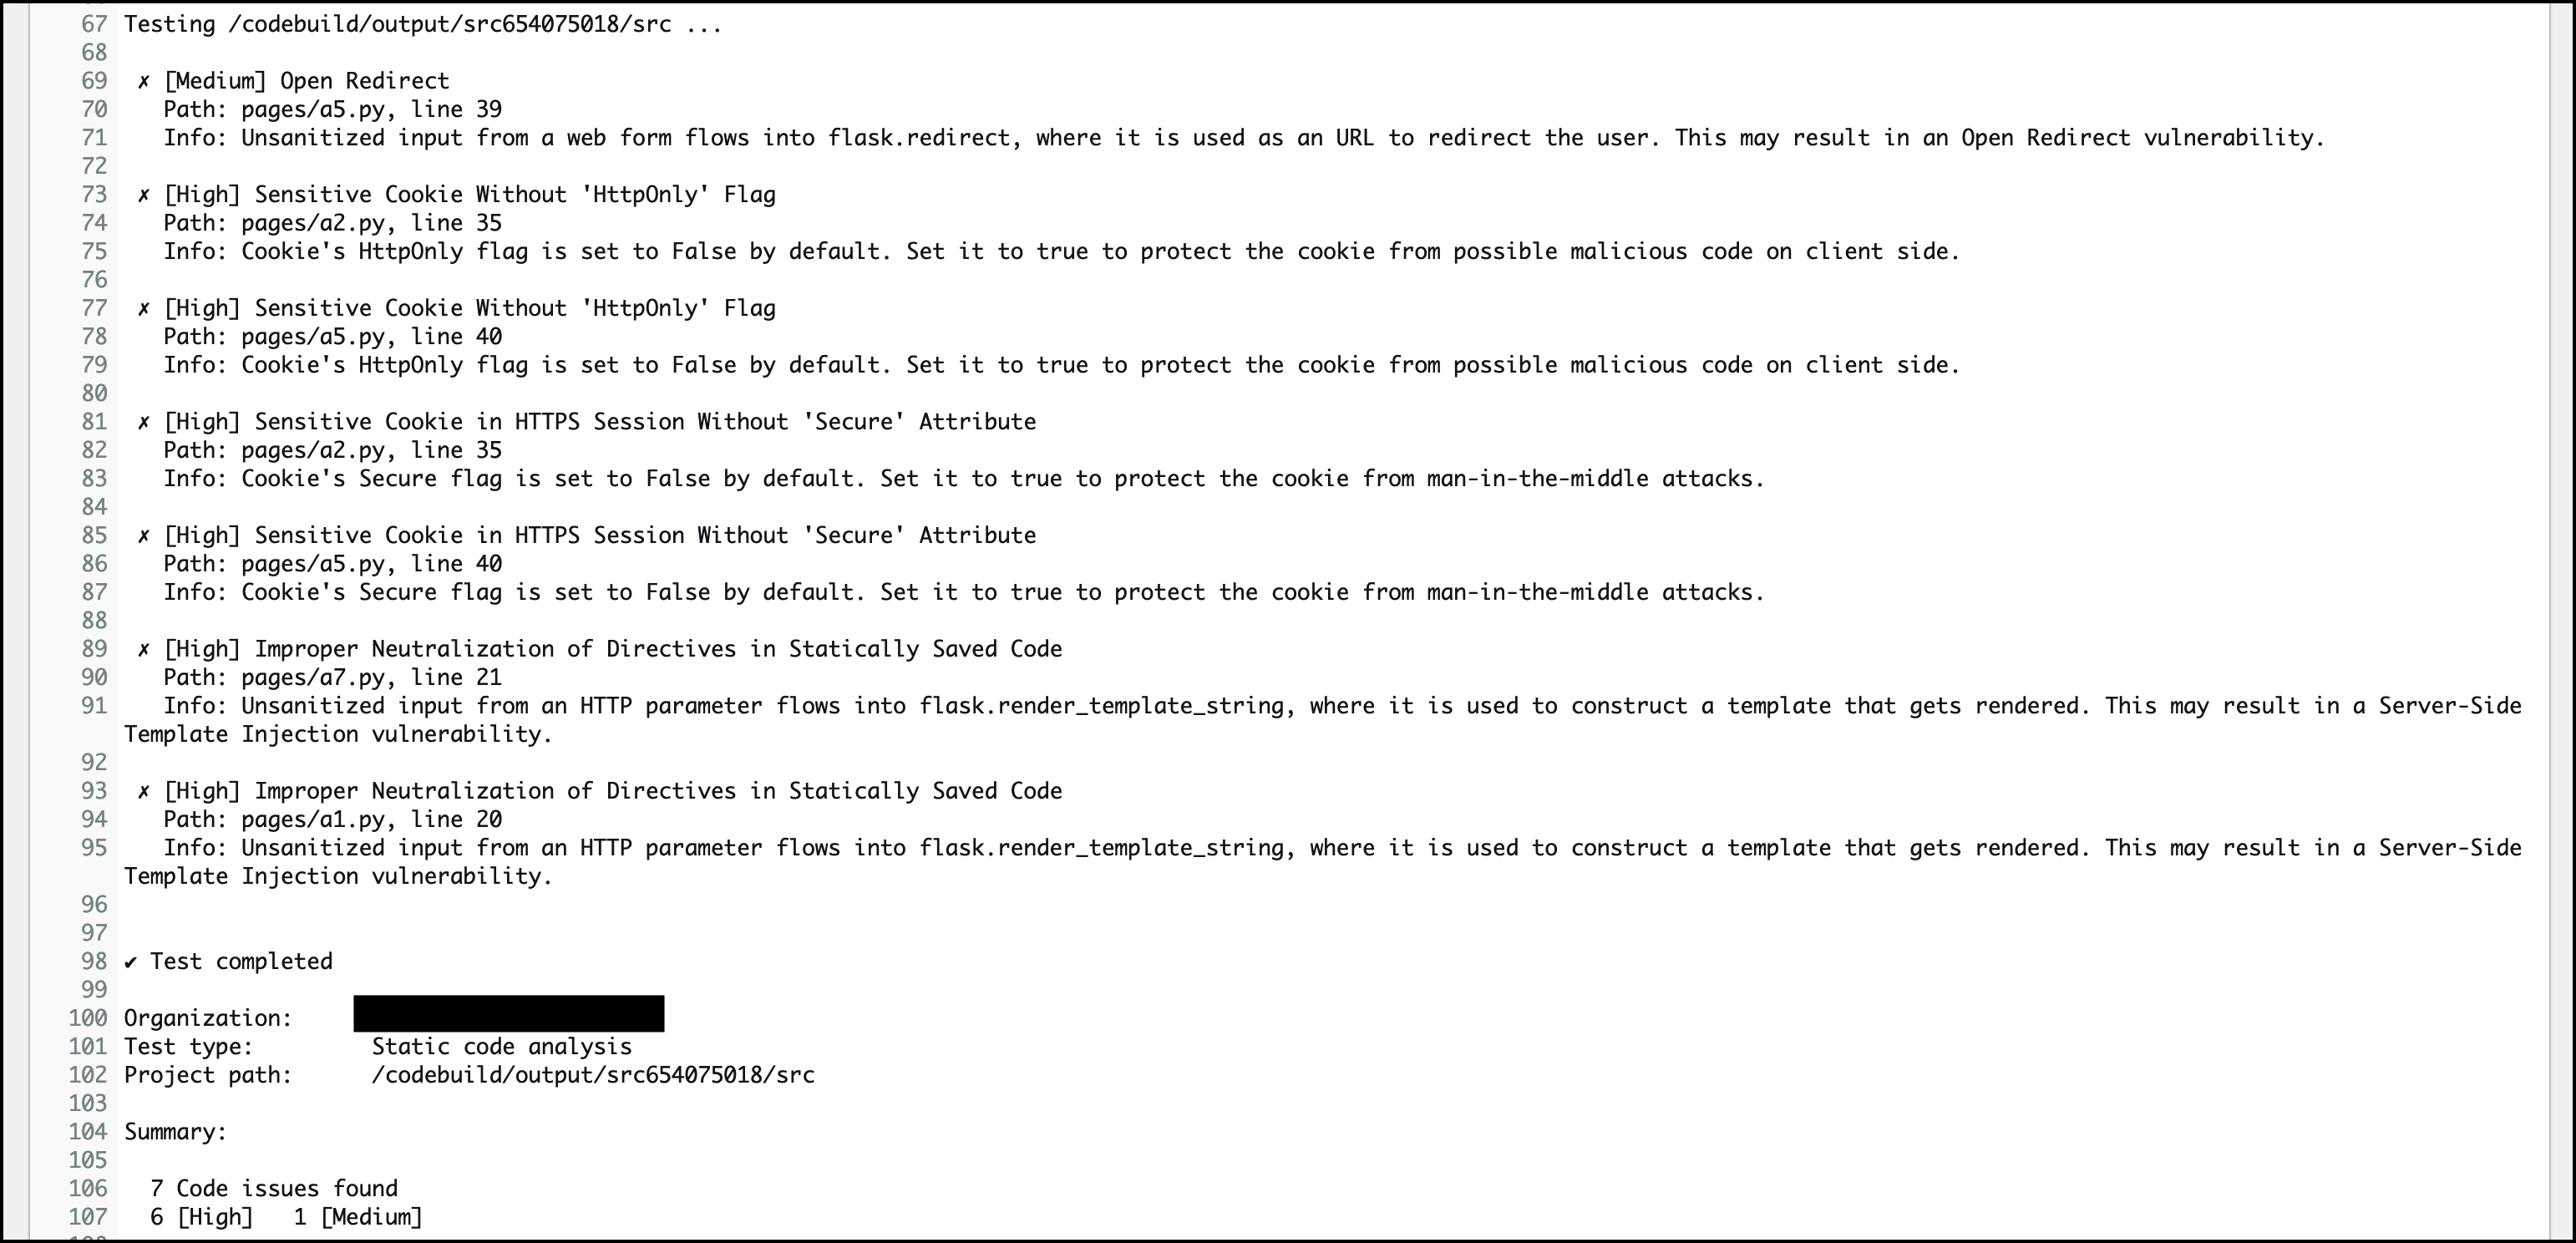 67 Testing /codebuild/output/src654075018/src ...
68
69 ✗ [Medium] Open Redirect
70 Path: pages/a5.py, line 39
71 Info: Unsanitized input from a web form flows into flask.redirect, where it is used as an URL to redirect the user. This may result in an Open Redirect vulnerability.
72
73 ✗ [High] Sensitive Cookie Without 'HttpOnly' Flag
74 Path: pages/a2.py, line 35
75 Info: Cookie's HttpOnly flag is set to False by default. Set it to true to protect the cookie from possible malicious code on client side.
76
77 ✗ [High] Sensitive Cookie Without 'HttpOnly' Flag
78 Path: pages/a5.py, line 40
79 Info: Cookie's HttpOnly flag is set to False by default. Set it to true to protect the cookie from possible malicious code on client side.
80
81 ✗ [High] Sensitive Cookie in HTTPS Session Without 'Secure' Attribute
82 Path: pages/a2.py, line 35
83 Info: Cookie's Secure flag is set to False by default. Set it to true to protect the cookie from man-in-the-middle attacks.
84
85 ✗ [High] Sensitive Cookie in HTTPS Session Without 'Secure' Attribute
86 Path: pages/a5.py, line 40
87 Info: Cookie's Secure flag is set to False by default. Set it to true to protect the cookie from man-in-the-middle attacks.
88
89 ✗ [High] Improper Neutralization of Directives in Statically Saved Code
90 Path: pages/a7.py, line 21
91 Info: Unsanitized input from an HTTP parameter flows into flask.render_template_string, where it is used to construct a template that gets rendered. This may result in a Server-Side
Template Injection vulnerability.
92
93 ✗ [High] Improper Neutralization of Directives in Statically Saved Code
94 Path: pages/a1.py, line 20
95 Info: Unsanitized input from an HTTP parameter flows into flask.render_template_string, where it is used to construct a template that gets rendered. This may result in a Server-Side
Template Injection vulnerability.
96
97
98 ✔ Test completed
99
100 Organization:
101 Test type: Static code analysis
102 Project path: /codebuild/output/src654075018/src
103
104 Summary:
105
106 7 Code issues found
107 6 [High] 1 [Medium]